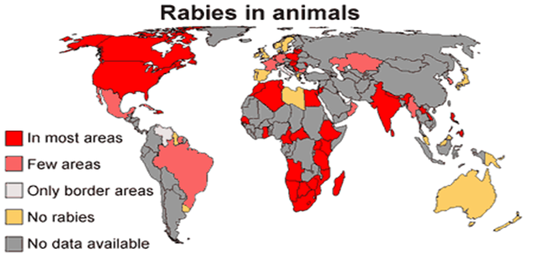 Rabies in animals
In most areas
Few areas
Only border areas
No rabies
No data available